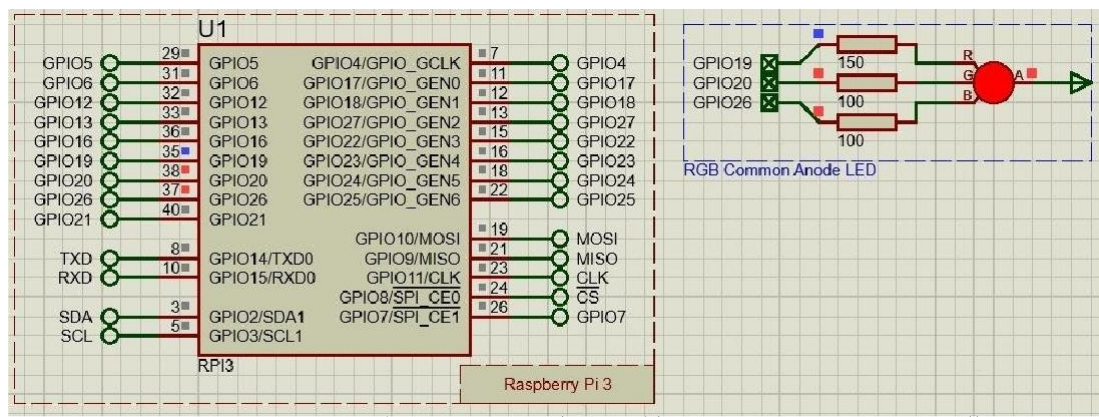 U1
GPIO5 29 GPIO5 GPIO4/GPIO_GCLK 7 GPIO4
GPIO6 31 GPIO6 GPIO17/GPIO_GEN0 11 GPIO17
GPIO12 32 GPIO12 GPIO18/GPIO_GEN1 12 GPIO18
GPIO13 33 GPIO13 GPIO27/GPIO_GEN2 13 GPIO27
GPIO16 36 GPIO16 GPIO22/GPIO_GEN3 15 GPIO22
GPIO19 35 GPIO19 GPIO23/GPIO_GEN4 16 GPIO23
GPIO20 38 GPIO20 GPIO24/GPIO_GEN5 18 GPIO24
GPIO26 37 GPIO26 GPIO25/GPIO_GEN6 22 GPIO25
GPIO21 40 GPIO21
GPIO10/MOSI 19 MOSI
TXD 8 GPIO14/TXD0 GPIO9/MISO 21 MISO
RXD 10 GPIO15/RXD0 GPIO11/CLK 23 CLK
GPIO8/SPI_CE0 24 CS
SDA 3 GPIO2/SDA1 GPIO7/SPI_CE1 26 GPIO7
SCL 5 GPIO3/SCL1
RPI3
Raspberry Pi 3
GPIO19 150 R
GPIO20 100 G A
GPIO26 100 B
RGB Common Anode LED